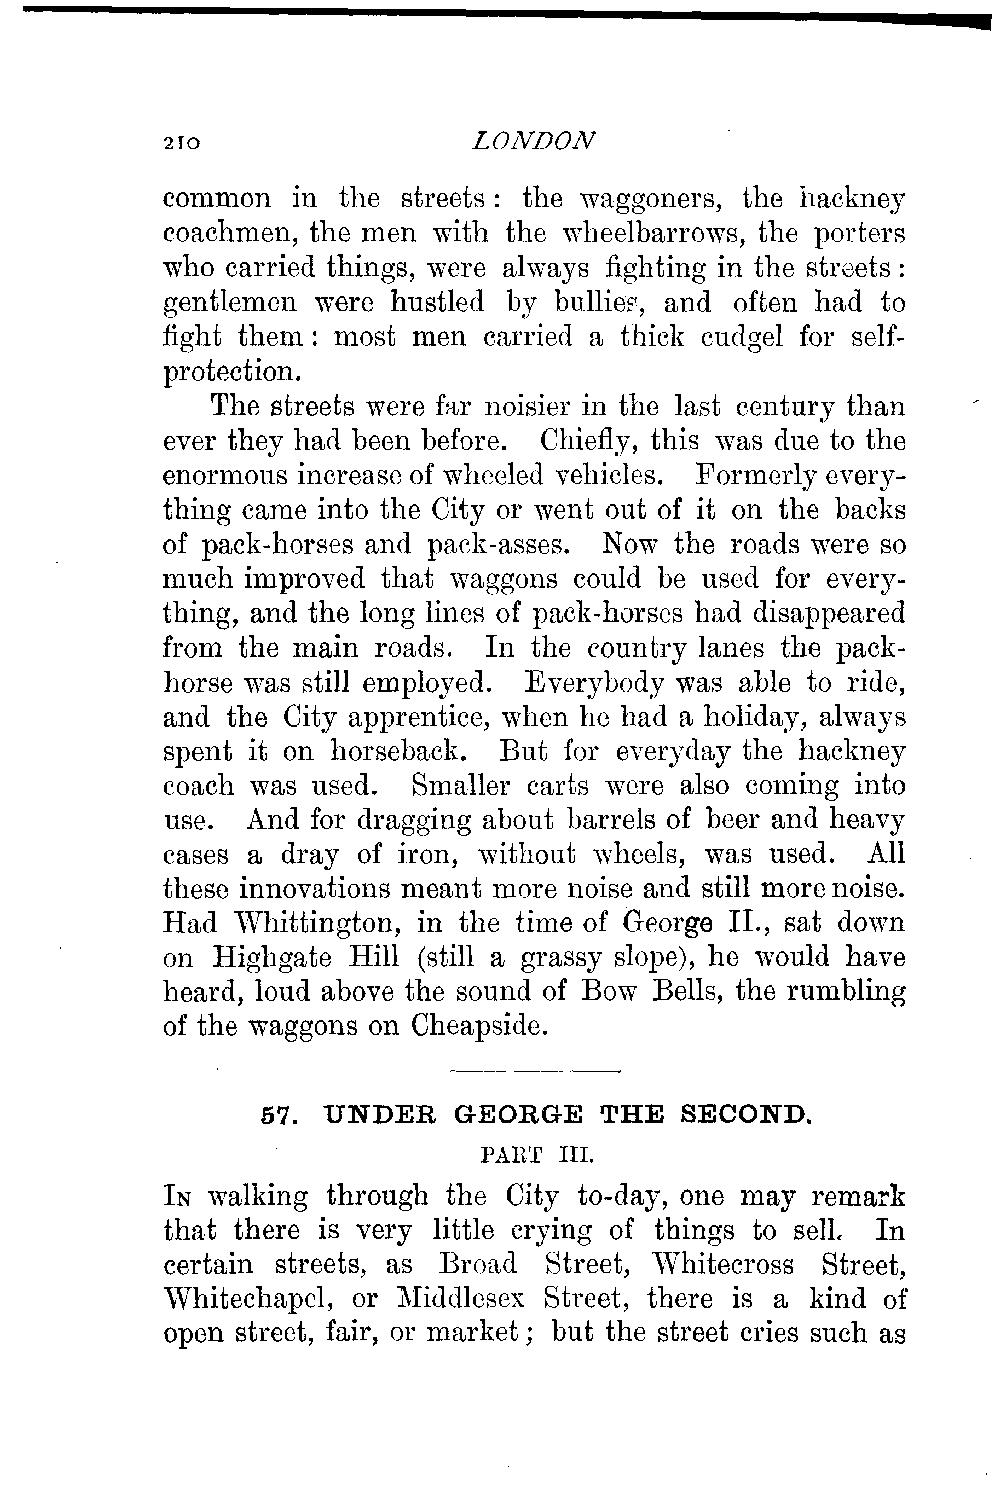 210 LONDON
common in the streets : the waggoners, the hackney
coachmen, the men with the wheelbarrows, the porters
who carried things, were always fighting in the streets :
gentlemen were hustled by bullies, and often had to
fight them : most men carried a thick cudgel for self-
protection.
The streets were far noisier in the last century than
ever they had been before. Chiefly, this was due to the
enormous increase of wheeled vehicles. Formerly every-
thing came into the City or went out of it on the backs
of pack-horses and pack-asses. Now the roads were so
much improved that waggons could be used for every-
thing, and the long lines of pack-horses had disappeared
from the main roads. In the country lanes the pack-
horse was still employed. Everybody was able to ride,
and the City apprentice, when he had a holiday, always
spent it on horseback. But for everyday the hackney
coach was used. Smaller carts were also coming into
use. And for dragging about barrels of beer and heavy
cases a dray of iron, without wheels, was used. All
these innovations meant more noise and still more noise.
Had Whittington, in the time of George II., sat down
on Highgate Hill (still a grassy slope), he would have
heard, loud above the sound of Bow Bells, the rumbling
of the waggons on Cheapside.
57. UNDER GEORGE THE SECOND.
PART III.
IN walking through the City to-day, one may remark
that there is very little crying of things to sell. In
certain streets, as Broad Street, Whitecross Street,
Whitechapel, or Middlesex Street, there is a kind of
open street, fair, or market ; but the street cries such as